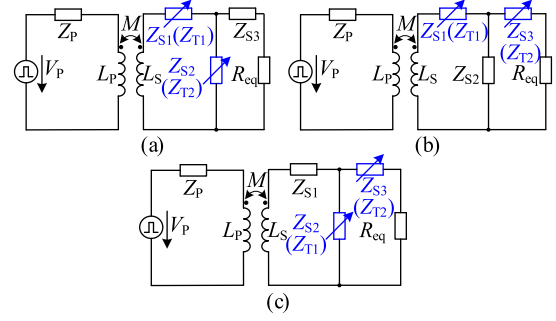 Z_P M Z_S1(Z_T1) Z_S3
V_P L_P L_S Z_S2 (Z_T2) R_eq
(a)
Z_P M Z_S1(Z_T1) Z_S3 (Z_T2)
V_P L_P L_S Z_S2 R_eq
(b)
Z_P M Z_S1 Z_S3 (Z_T2)
V_P L_P L_S Z_S2 (Z_T1) R_eq
(c)